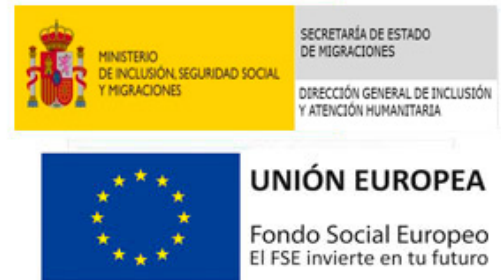 MINISTERIO
DE INCLUSIÓN, SEGURIDAD SOCIAL
Y MIGRACIONES
SECRETARÍA DE ESTADO
DE MIGRACIONES
DIRECCIÓN GENERAL DE INCLUSIÓN
Y ATENCIÓN HUMANITARIA
UNIÓN EUROPEA
Fondo Social Europeo
El FSE invierte en tu futuro